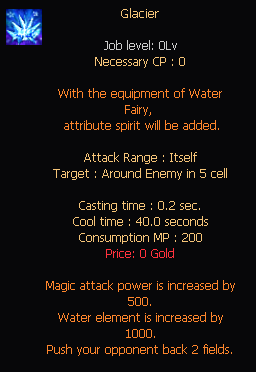 Glacier
Job level: 0Lv
Necessary CP : 0
With the equipment of Water
Fairy,
attribute spirit will be added.
Attack Range : Itself
Target : Around Enemy in 5 cell
Casting time : 0.2 sec.
Cool time : 40.0 seconds
Consumption MP : 200
Price: 0 Gold
Magic attack power is increased by
500.
Water element is increased by
1000.
Push your opponent back 2 fields.